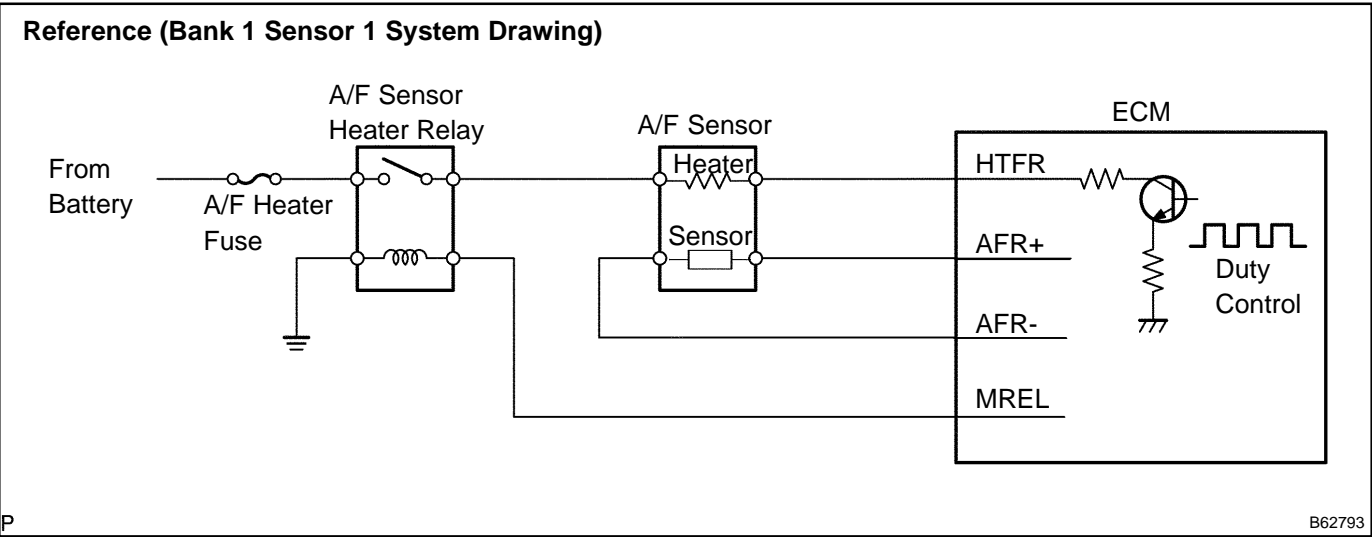 Reference (Bank 1 Sensor 1 System Drawing)
A/F Sensor
Heater Relay
A/F Sensor
ECM
From
Battery
A/F Heater
Fuse
Heater
Sensor
HTFR
AFR+
AFR-
MREL
Duty
Control
P
B62793